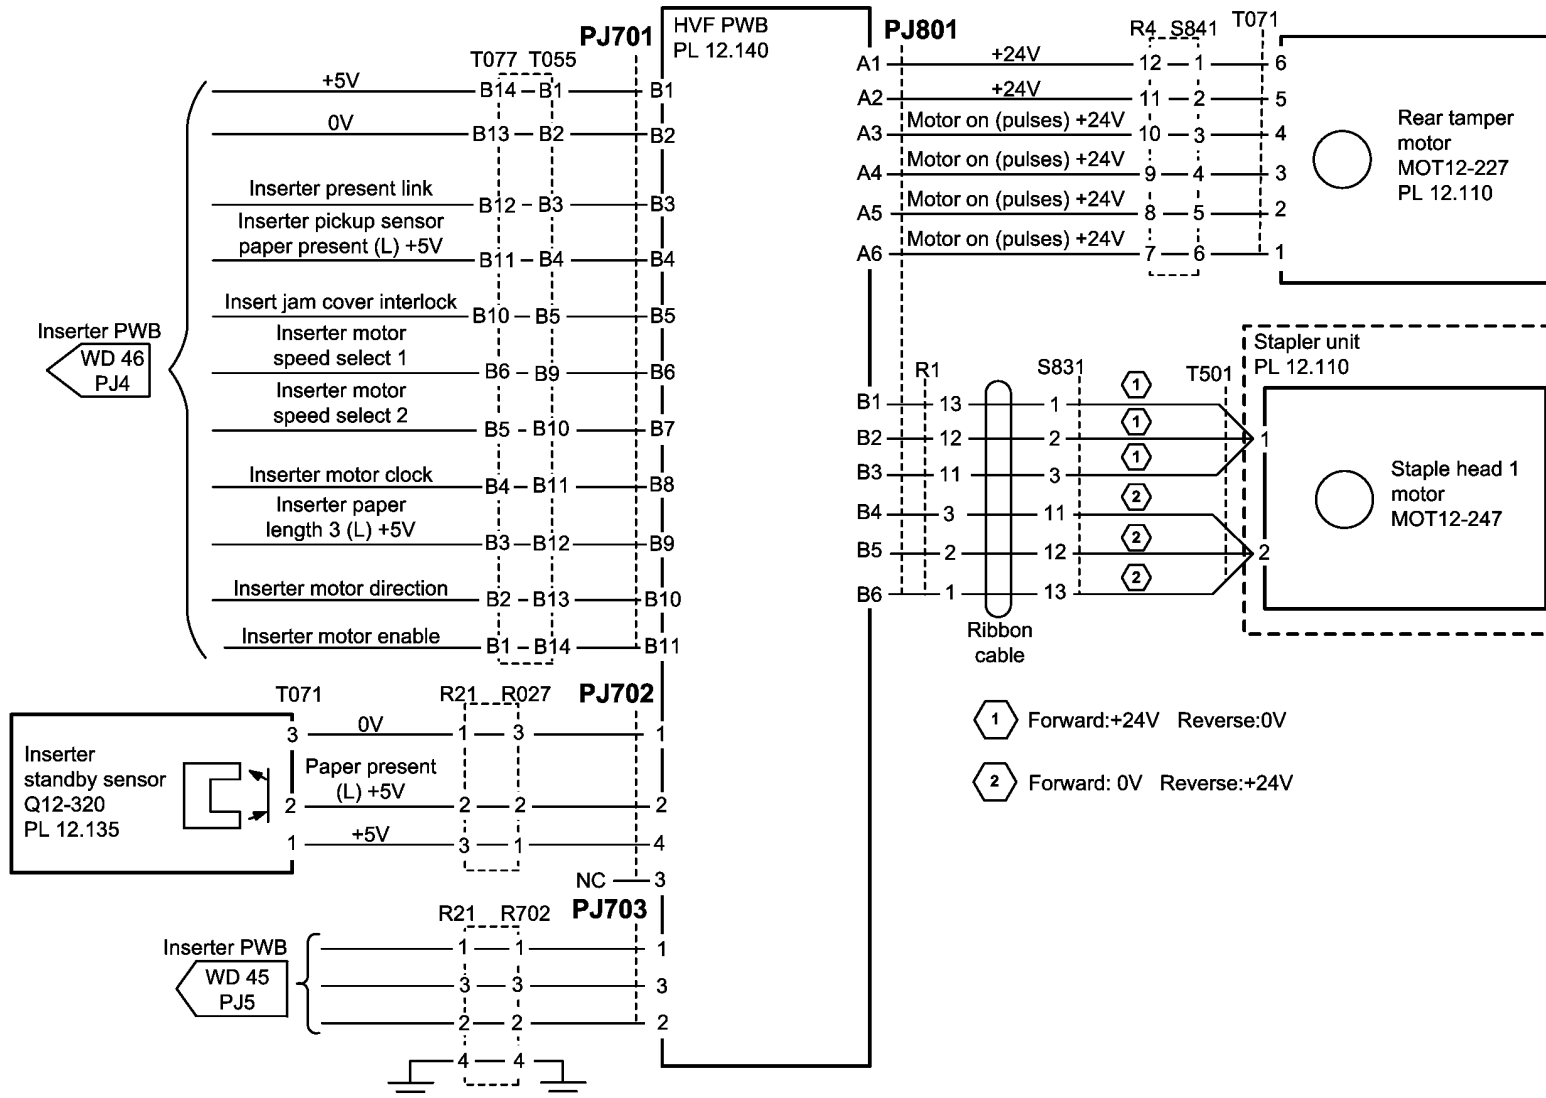 HVF PWB
PL 12.140
PJ701
T077 T055
+5V B14 B1 B1
0V B13 B2 B2
Inserter present link B12 B3 B3
Inserter pickup sensor
paper present (L) +5V B11 B4 B4
Insert jam cover interlock B10 B5 B5
Inserter motor
speed select 1 B6 B9 B6
Inserter motor
speed select 2 B5 B10 B7
Inserter motor clock B4 B11 B8
Inserter paper
length 3 (L) +5V B3 B12 B9
Inserter motor direction B2 B13 B10
Inserter motor enable B1 B14 B11
Inserter PWB
WD 46
PJ4
T071 R21 R027 PJ702
3 0V 1 3 1
Paper present
(L) +5V
2 2 2 2
1 +5V 3 1 4
NC 3
Inserter
standby sensor
Q12-320
PL 12.135
R21 R702 PJ703
1 1 1
3 3 3
2 2 2
4 4
Inserter PWB
WD 45
PJ5
PJ801 R4 S841 T071
A1 +24V 12 1 6
A2 +24V 11 2 5
A3 Motor on (pulses) +24V 10 3 4
A4 Motor on (pulses) +24V 9 4 3
A5 Motor on (pulses) +24V 8 5 2
A6 Motor on (pulses) +24V 7 6 1
Rear tamper
motor
MOT12-227
PL 12.110
R1 S831 T501
B1 13 1 1
B2 12 2 1 1
B3 11 3 1
B4 3 11 2
B5 2 12 2 2
B6 1 13 2
Ribbon
cable
Stapler unit
PL 12.110
Staple head 1
motor
MOT12-247
1 Forward:+24V Reverse:0V
2 Forward: 0V Reverse:+24V